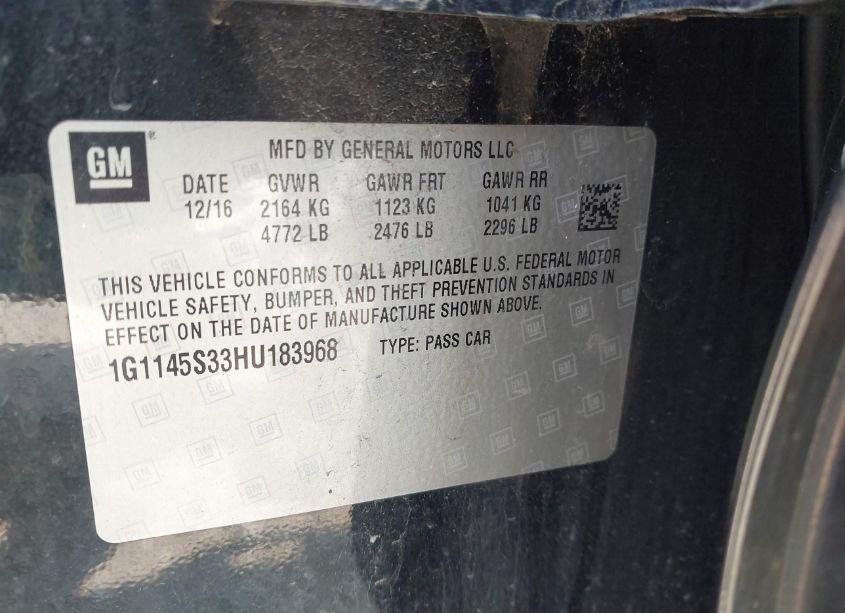 GM ® MFD BY GENERAL MOTORS LLC
DATE GVWR GAWR FRT GAWR RR
12/16 2164 KG 1123 KG 1041 KG
4772 LB 2476 LB 2296 LB
THIS VEHICLE CONFORMS TO ALL APPLICABLE U.S. FEDERAL MOTOR
VEHICLE SAFETY, BUMPER, AND THEFT PREVENTION STANDARDS IN
EFFECT ON THE DATE OF MANUFACTURE SHOWN ABOVE.
1G1145S33HU183968 TYPE: PASS CAR